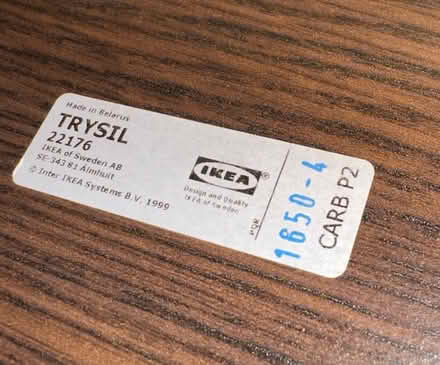 Made in Belarus
TRYSIL
22176
IKEA of Sweden AB
SE-343 81 Älmhult
© Inter IKEA Systems B.V. 1999
IKEA®
Design and Quality
IKEA of Sweden
PQR
1650-4
CARB P2